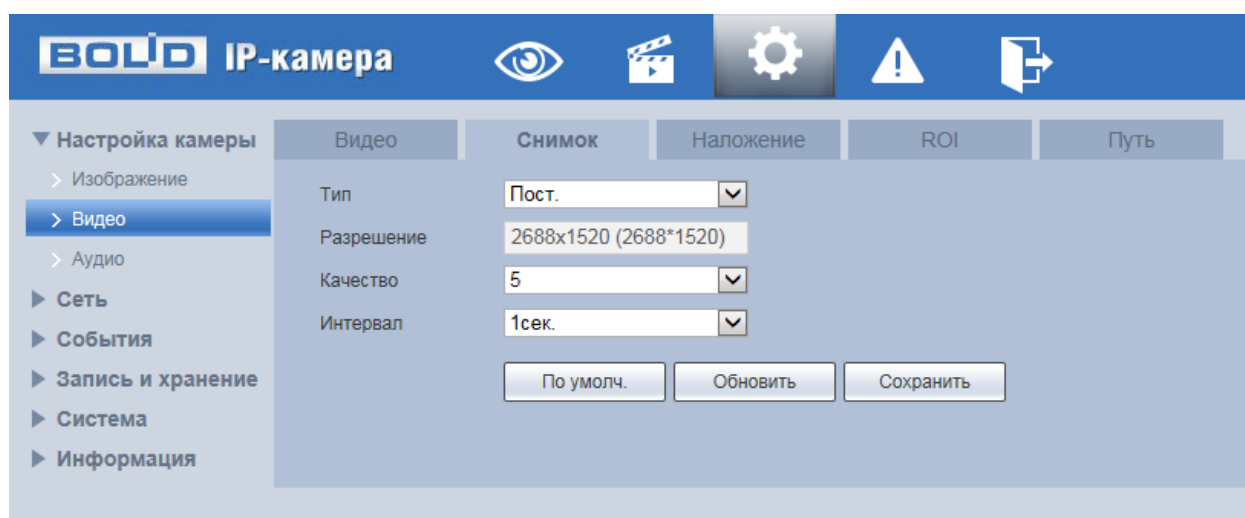 BOLID IP-камера
Настройка камеры
Изображение
Видео
Аудио
Сеть
События
Запись и хранение
Система
Информация
Видео Снимок Наложение ROI Путь
Тип Пост.
Разрешение 2688x1520 (2688*1520)
Качество 5
Интервал 1сек.
По умолч. Обновить Сохранить